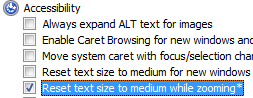 Accessibility
Always expand ALT text for images
Enable Caret Browsing for new windows and
Move system caret with focus/selection chan
Reset text size to medium for new windows
Reset text size to medium while zooming*